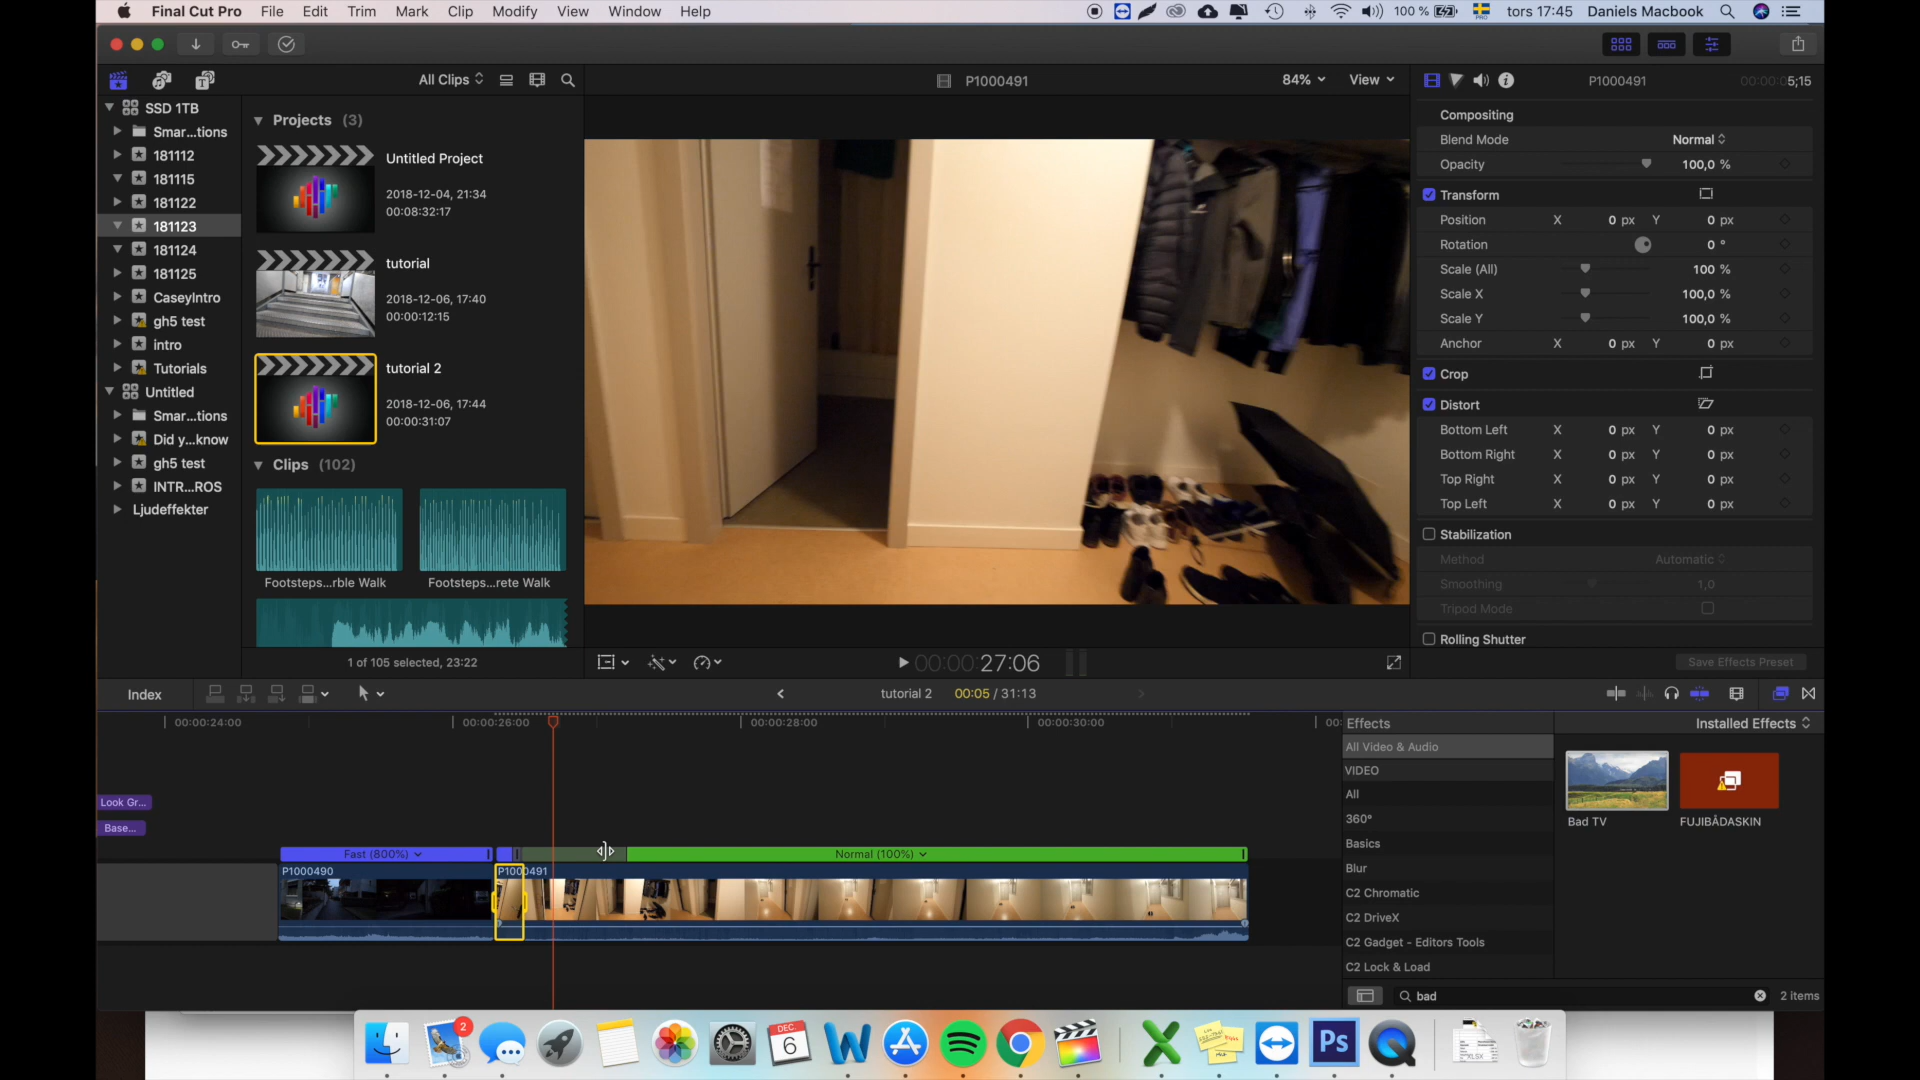 Final Cut Pro File Edit Trim Mark Clip Modify View Window Help
100 % tors 17:45 Daniels Macbook
All Clips
P1000491
84% View
P1000491 00:00:05;15
SSD 1TB
Smar...tions
181112
181115
181122
181123
181124
181125
CaseyIntro
gh5 test
intro
Tutorials
Untitled
Smar...tions
Did y...know
gh5 test
INTR...ROS
Ljudeffekter
Projects (3)
Untitled Project
2018-12-04, 21:34
00:08:32:17
tutorial
2018-12-06, 17:40
00:00:12:15
tutorial 2
2018-12-06, 17:44
00:00:31:07
Clips (102)
Footsteps...rble Walk
Footsteps...rete Walk
1 of 105 selected, 23:22
00:00:27:06
Compositing
Blend Mode Normal
Opacity 100,0 %
Transform
Position X 0 px Y 0 px
Rotation 0 °
Scale (All) 100 %
Scale X 100,0 %
Scale Y 100,0 %
Anchor X 0 px Y 0 px
Crop
Distort
Bottom Left X 0 px Y 0 px
Bottom Right X 0 px Y 0 px
Top Right X 0 px Y 0 px
Top Left X 0 px Y 0 px
Stabilization
Method Automatic
Smoothing 1,0
Tripod Mode
Rolling Shutter
Save Effects Preset
Index
tutorial 2 00:05 / 31:13
00:00:24:00 00:00:26:00 00:00:28:00 00:00:30:00 00:
Look Gr...
Base...
Fast (800%)
Normal (100%)
P1000490
P1000491
Effects
Installed Effects
All Video & Audio
VIDEO
All
360°
Basics
Blur
C2 Chromatic
C2 DriveX
C2 Gadget - Editors Tools
C2 Lock & Load
Bad TV
FUJIBÅDASKIN
bad
2 items
2
DEC
6
Ps
XLSX